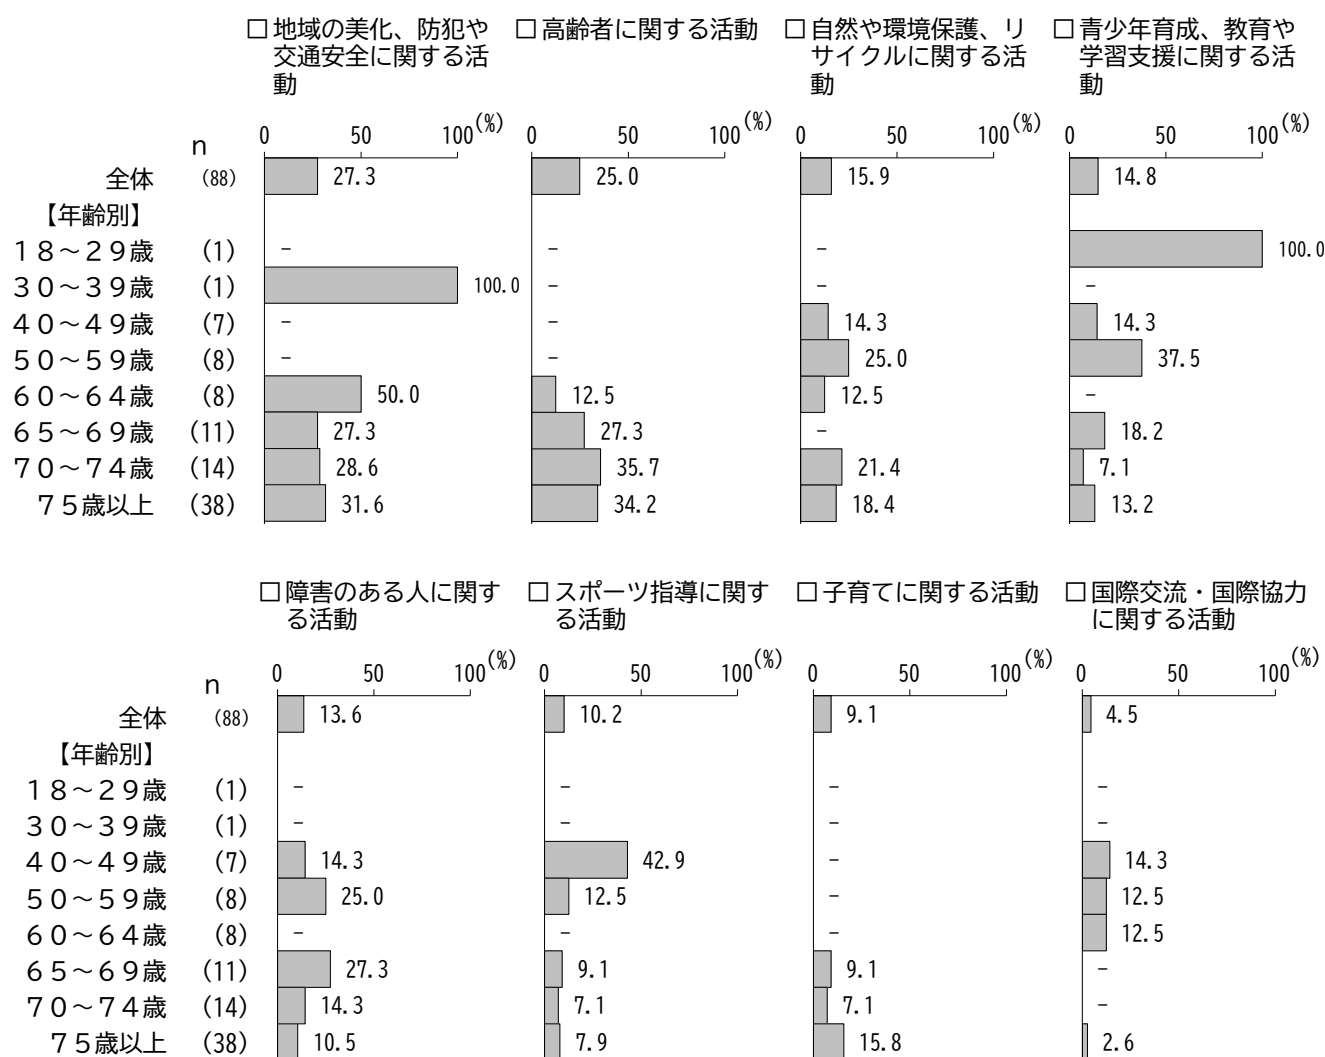 □地域の美化、防犯や
交通安全に関する活
動
□高齢者に関する活動
□自然や環境保護、リ
サイクルに関する活
動
□青少年育成、教育や
学習支援に関する活
動
n 0 50 100(%) 0 50 100(%) 0 50 100(%) 0 50 100(%)
全体 (88) 27.3 25.0 15.9 14.8
【年齢別】
１８～２９歳 (1) － － － 100.0
３０～３９歳 (1) 100.0 － － －
４０～４９歳 (7) － － 14.3 14.3
５０～５９歳 (8) － － 25.0 37.5
６０～６４歳 (8) 50.0 12.5 12.5 －
６５～６９歳 (11) 27.3 27.3 － 18.2
７０～７４歳 (14) 28.6 35.7 21.4 7.1
７５歳以上 (38) 31.6 34.2 18.4 13.2
□障害のある人に関す
る活動
□スポーツ指導に関す
る活動
□子育てに関する活動
□国際交流・国際協力
に関する活動
n 0 50 100(%) 0 50 100(%) 0 50 100(%) 0 50 100(%)
全体 (88) 13.6 10.2 9.1 4.5
【年齢別】
１８～２９歳 (1) － － － －
３０～３９歳 (1) － － － －
４０～４９歳 (7) 14.3 42.9 － 14.3
５０～５９歳 (8) 25.0 12.5 － 12.5
６０～６４歳 (8) － － － 12.5
６５～６９歳 (11) 27.3 9.1 9.1 －
７０～７４歳 (14) 14.3 7.1 7.1 －
７５歳以上 (38) 10.5 7.9 15.8 2.6